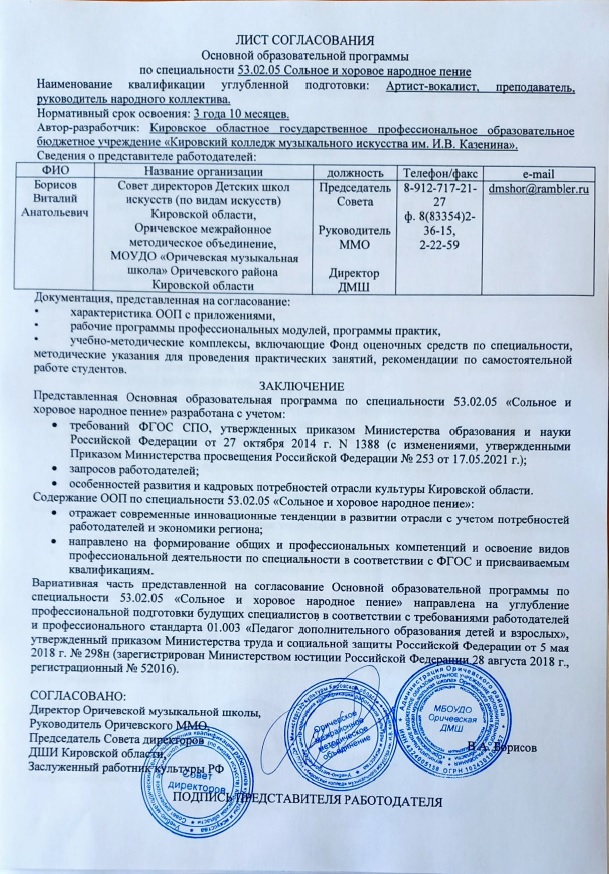 ЛИСТ СОГЛАСОВАНИЯ
Основной образовательной программы
по специальности 53.02.05 Сольное и хоровое народное пение
Наименование квалификации углубленной подготовки: Артист-вокалист, преподаватель,
руководитель народного коллектива.
Нормативный срок освоения: 3 года 10 месяцев.
Автор-разработчик: Кировское областное государственное профессиональное образовательное
бюджетное учреждение «Кировский колледж музыкального искусства им. И.В. Казенина».
Сведения о представителе работодателей:
ФИО Название организации должность Телефон/факс e-mail
Борисов Виталий Анатольевич
Совет директоров Детских школ
искусств (по видам искусств)
Кировской области,
Оричевское межрайонное
методическое объединение,
МОУДО «Оричевская музыкальная
школа» Оричевского района
Кировской области
Председатель
Совета
Руководитель
ММО
Директор
ДМШ
8-912-717-21-
27
ф. 8(83354)2-
36-15,
2-22-59
dmshor@rambler.ru
Документация, представленная на согласование:
• характеристика ООП с приложениями,
• рабочие программы профессиональных модулей, программы практик,
• учебно-методические комплексы, включающие Фонд оценочных средств по специальности,
методические указания для проведения практических занятий, рекомендации по самостоятельной
работе студентов.
ЗАКЛЮЧЕНИЕ
Представленная Основная образовательная программа по специальности 53.02.05 «Сольное и
хоровое народное пение» разработана с учетом:
• требований ФГОС СПО, утвержденных приказом Министерства образования и науки
Российской Федерации от 27 октября 2014 г. N 1388 (с изменениями, утвержденными
Приказом Министерства просвещения Российской Федерации № 253 от 17.05.2021 г.);
• запросов работодателей;
• особенностей развития и кадровых потребностей отрасли культуры Кировской области.
Содержание ООП по специальности 53.02.05 «Сольное и хоровое народное пение»:
• отражает современные инновационные тенденции в развитии отрасли с учетом потребностей
работодателей и экономики региона;
• направлено на формирование общих и профессиональных компетенций и освоение видов
профессиональной деятельности по специальности в соответствии с ФГОС и присваиваемым
квалификациям.
Вариативная часть представленной на согласование Основной образовательной программы по
специальности 53.02.05 «Сольное и хоровое народное пение» направлена на углубление
профессиональной подготовки будущих специалистов в соответствии с требованиями работодателей
и профессионального стандарта 01.003 «Педагог дополнительного образования детей и взрослых»,
утвержденный приказом Министерства труда и социальной защиты Российской Федерации от 5 мая
2018 г. № 298н (зарегистрирован Министерством юстиции Российской Федерации 28 августа 2018 г.,
регистрационный № 52016).
СОГЛАСОВАНО:
Директор Оричевской музыкальной школы,
Руководитель Оричевского ММО,
Председатель Совета директоров
ДШИ Кировской области,
Заслуженный работник культуры РФ
В.А. Борисов
Оричевское
межрайонное
методическое
объединение
МБОУДО
Оричевская
ДМШ
Совет
директоров
ПОДПИСЬ ПРЕДСТАВИТЕЛЯ РАБОТОДАТЕЛЯ